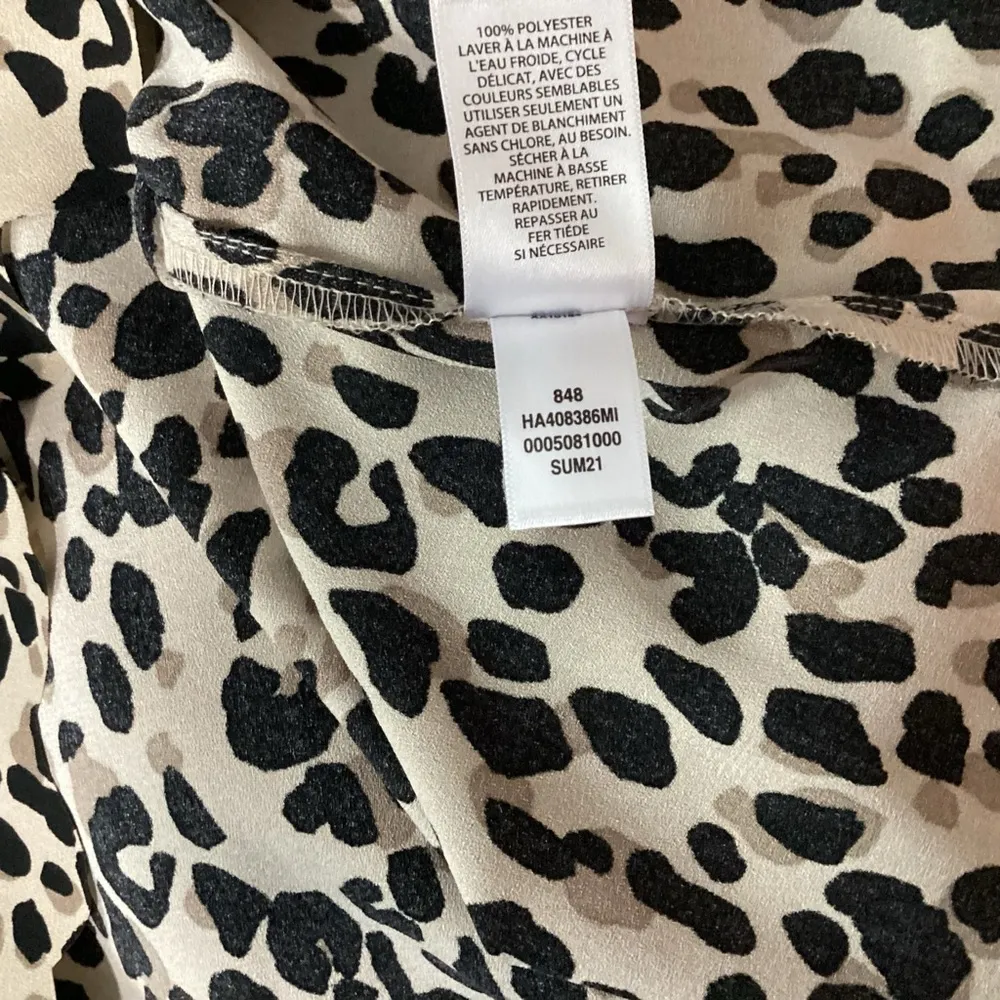 100% POLYESTER
LAVER À LA MACHINE À
L'EAU FROIDE, CYCLE
DÉLICAT, AVEC DES
COULEURS SEMBLABLES
UTILISER SEULEMENT UN
AGENT DE BLANCHIMENT
SANS CHLORE, AU BESOIN.
SÉCHER À LA
MACHINE À BASSE
TEMPÉRATURE, RETIRER
RAPIDEMENT.
REPASSER AU
FER TIÉDE
SI NÉCESSAIRE
848
HA408386MI
0005081000
SUM21